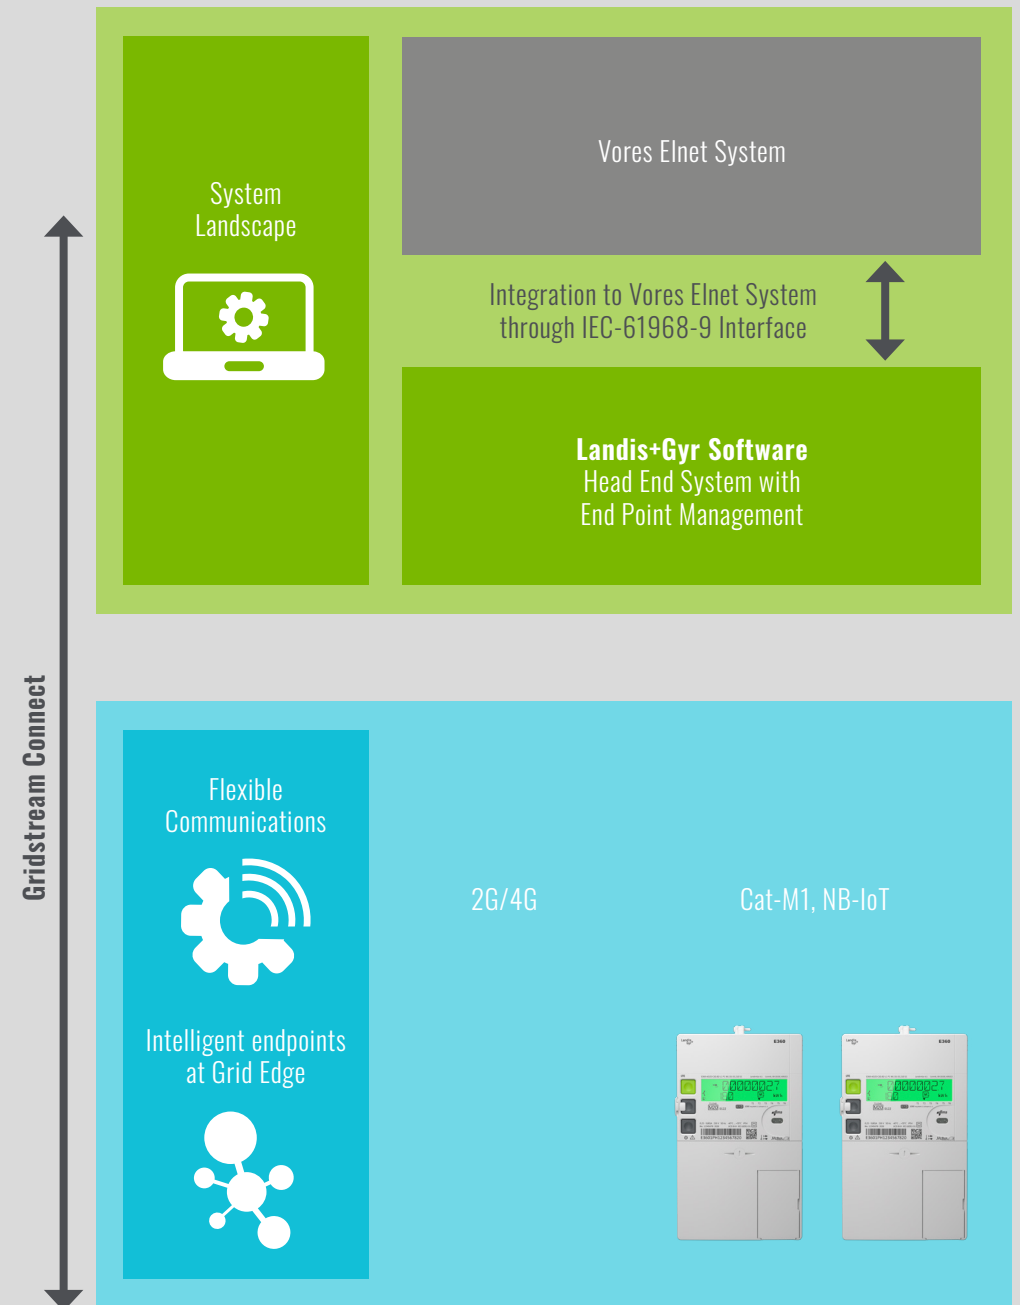 System
Landscape
Vores Elnet System
Integration to Vores Elnet System
through IEC-61968-9 Interface
Landis+Gyr Software
Head End System with
End Point Management
Gridstream Connect
Flexible
Communications
2G/4G
Cat-M1, NB-IoT
Intelligent endpoints
at Grid Edge
E360
E360